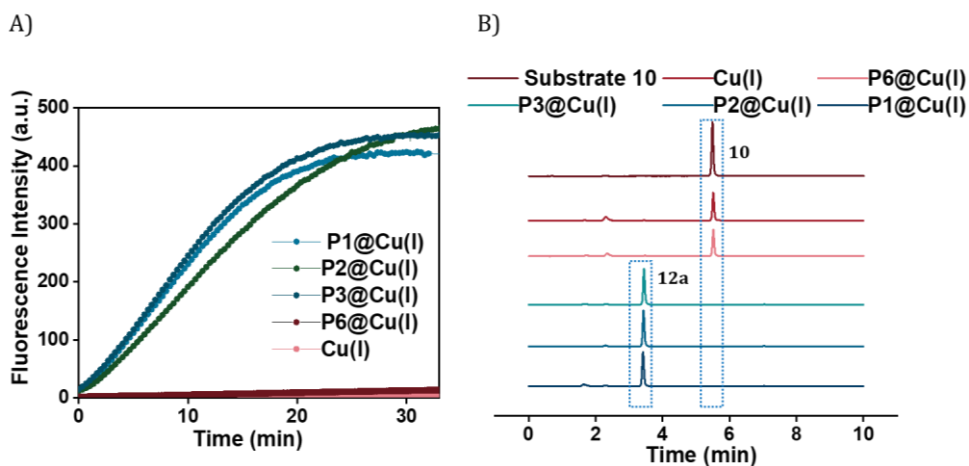 A)
B)
Substrate 10 Cu(I) P6@Cu(I)
P3@Cu(I) P2@Cu(I) P1@Cu(I)
Fluorescence Intensity (a.u.)
500
400
300
200
100
0
P1@Cu(I)
P2@Cu(I)
P3@Cu(I)
P6@Cu(I)
Cu(I)
0 10 20 30
Time (min)
10
12a
0 2 4 6 8 10
Time (min)